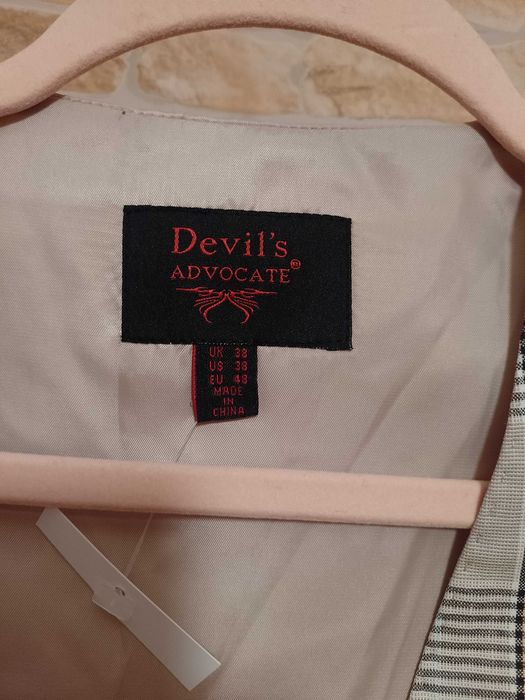 Devil's
ADVOCATE®
UK 38
US 38
EU 48
MADE
IN
CHINA